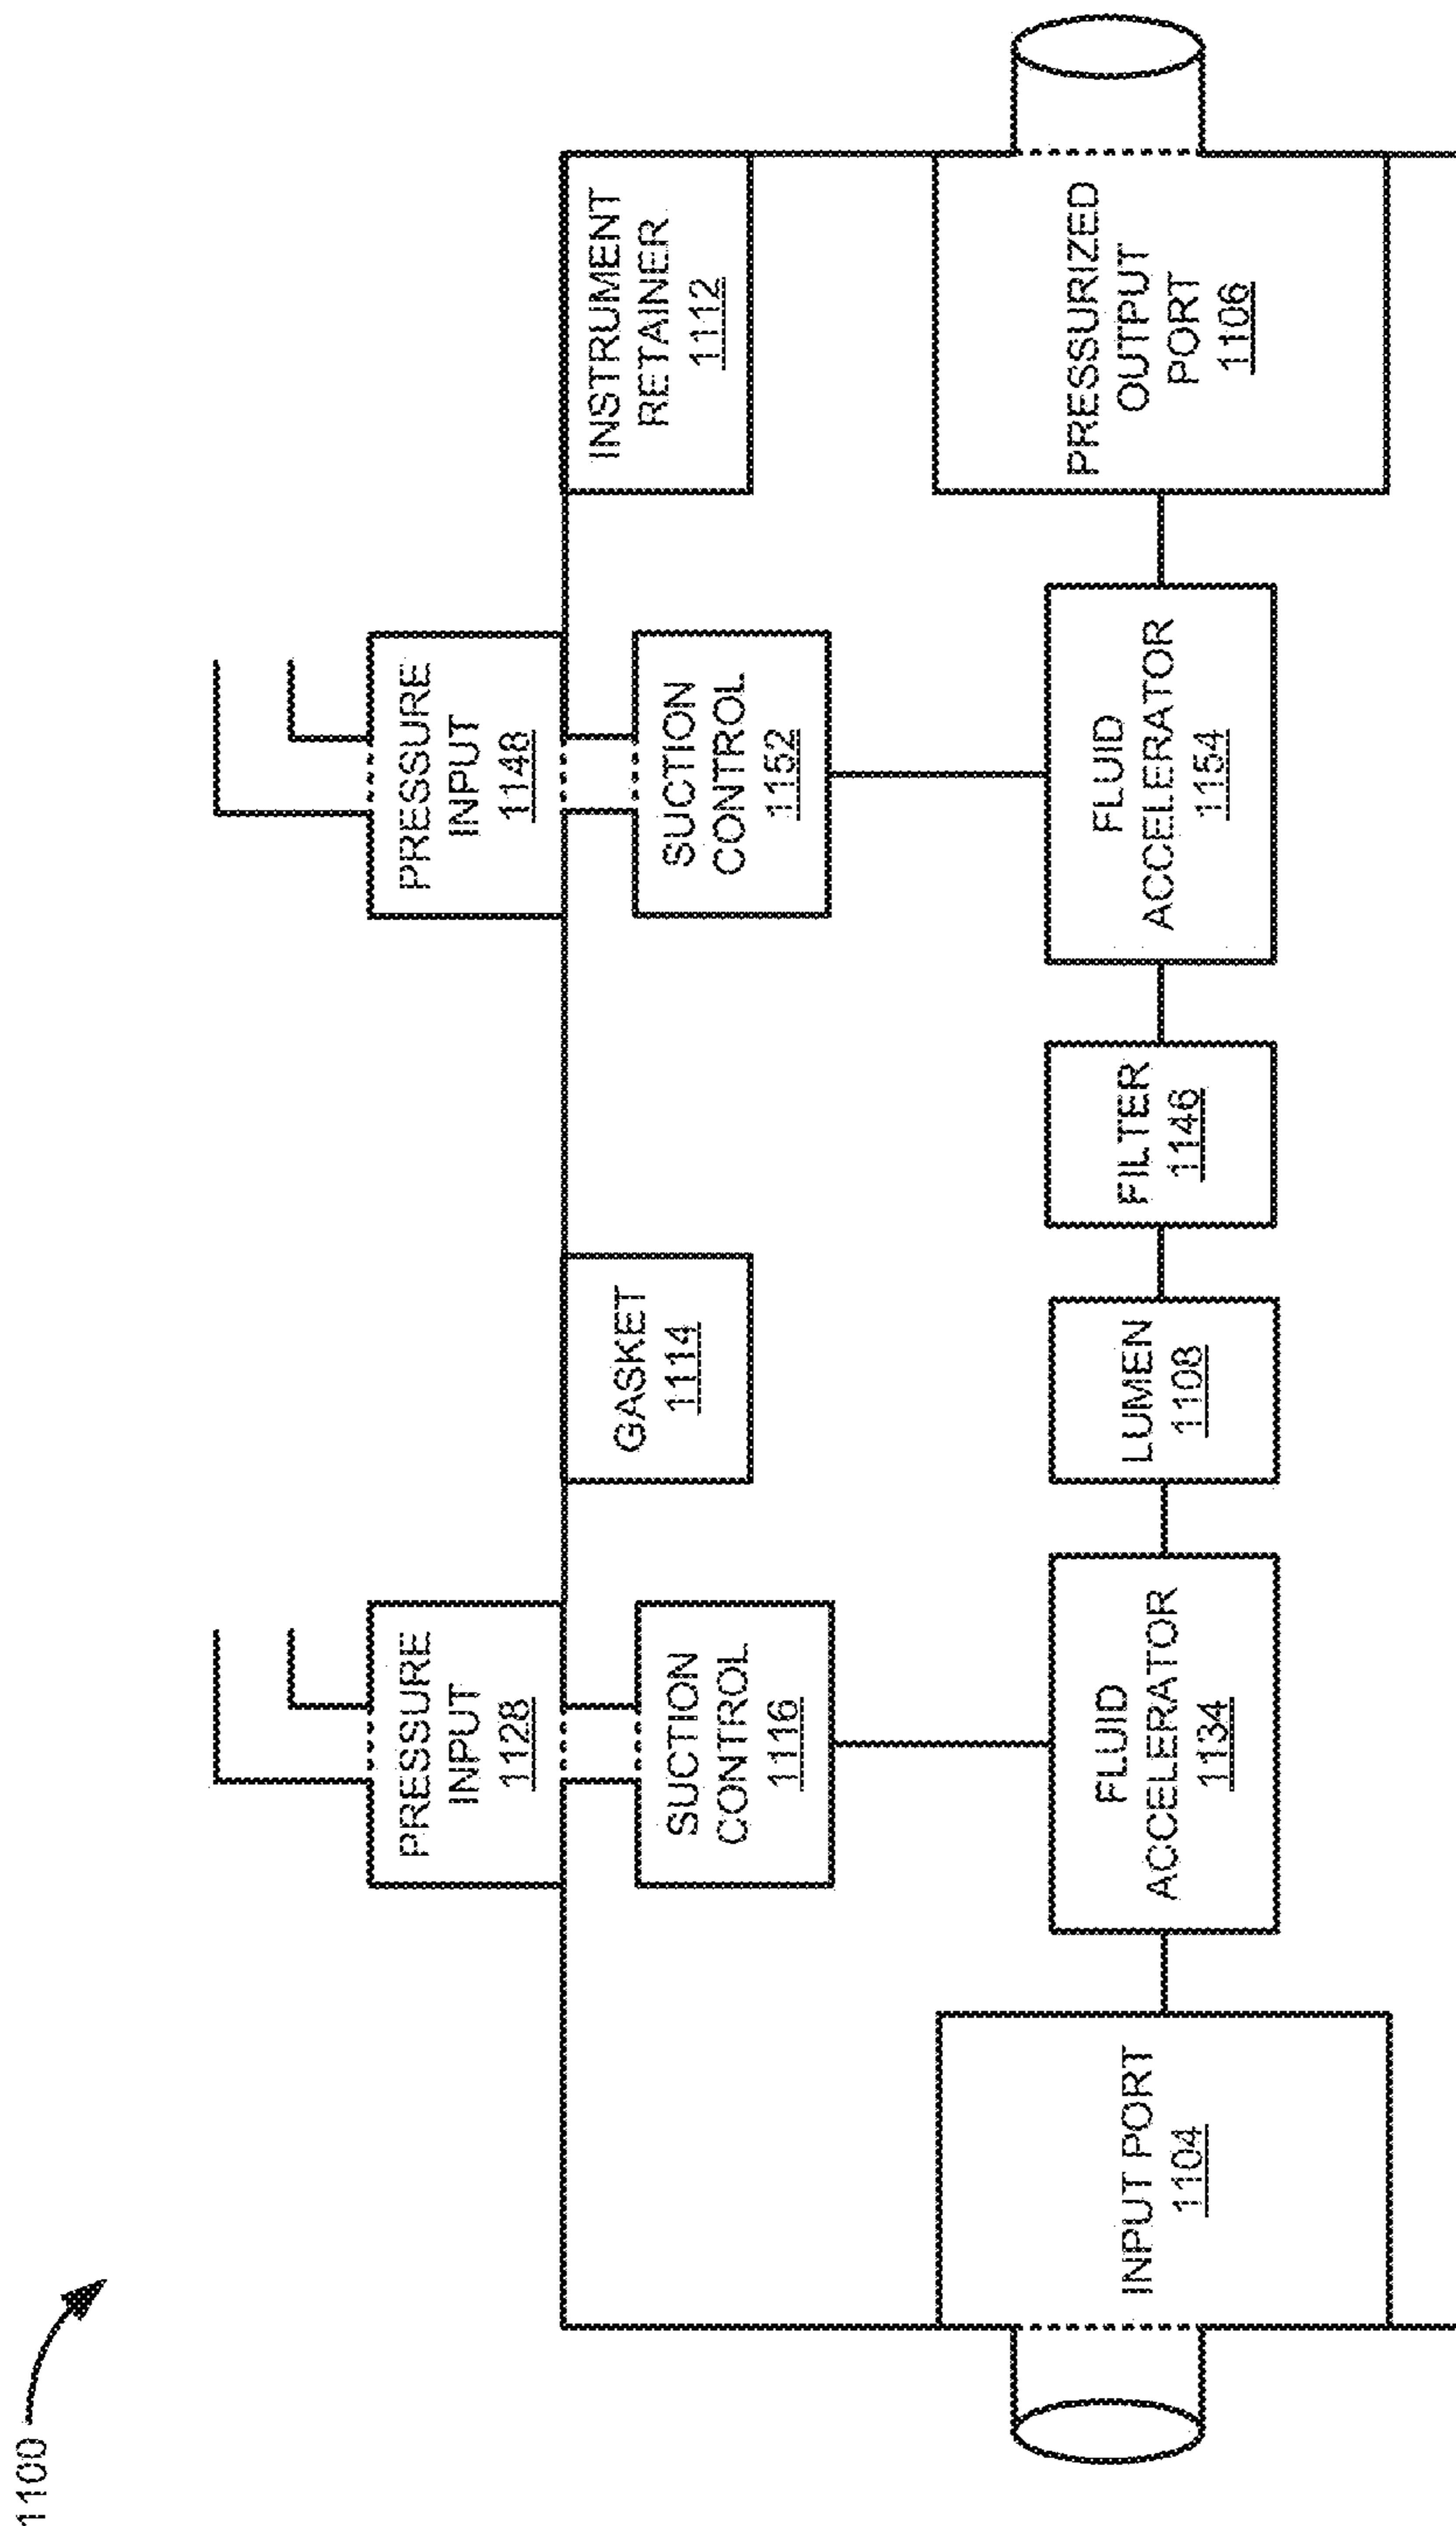 1100
PRESSURE
INPUT
1128
PRESSURE
INPUT
1148
SUCTION
CONTROL
1116
GASKET
1114
SUCTION
CONTROL
1152
INSTRUMENT
RETAINER
1112
INPUT PORT
1104
FLUID
ACCELERATOR
1134
LUMEN
1108
FILTER
1146
FLUID
ACCELERATOR
1154
PRESSURIZED
OUTPUT
PORT
1106